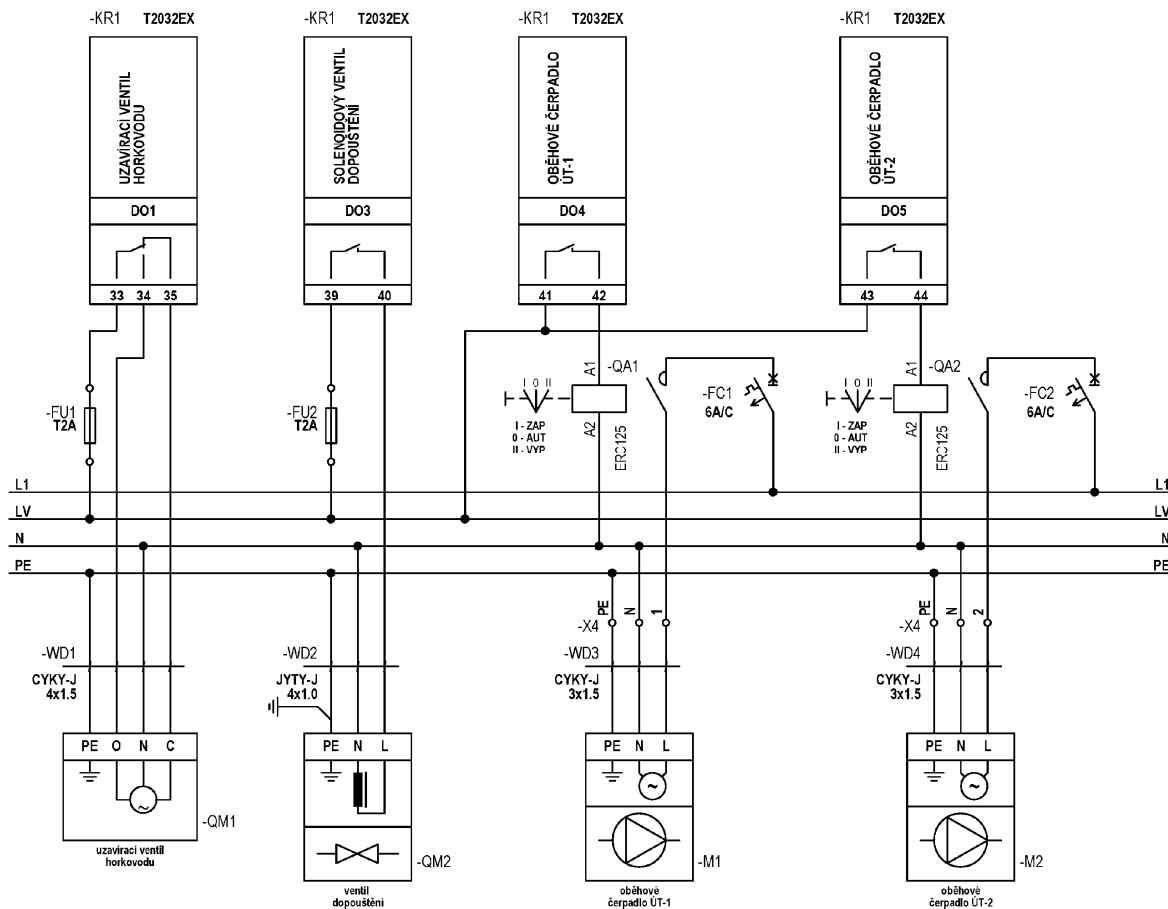 -KR1 T2032EX
-KR1 T2032EX
-KR1 T2032EX
-KR1 T2032EX
UZAVÍRACÍ VENTIL
HORKOVODU
SOLENOIDOVÝ VENTIL
DOPOUŠTĚNÍ
OBĚHOVÉ ČERPADLO
ÚT-1
OBĚHOVÉ ČERPADLO
ÚT-2
DO1
DO3
DO4
DO5
33 34 35
39 40
41 42
43 44
-FU1
T2A
-FU2
T2A
I O II
I - ZAP
0 - AUT
II - VYP
A1
-QA1
A2
ERC125
-FC1
6A/C
I O II
I - ZAP
0 - AUT
II - VYP
A1
-QA2
A2
ERC125
-FC2
6A/C
L1 L1
LV LV
N N
PE PE
-X4 PE N 1
-X4 PE N 2
-WD1
CYKY-J
4x1.5
-WD2
JYTY-J
4x1.0
-WD3
CYKY-J
3x1.5
-WD4
CYKY-J
3x1.5
PE O N C
PE N L
PE N L
PE N L
~
~
~
-QM1
-QM2
-M1
-M2
uzavírací ventil
horkovodu
ventil
dopouštění
oběhové
čerpadlo ÚT-1
oběhové
čerpadlo ÚT-2